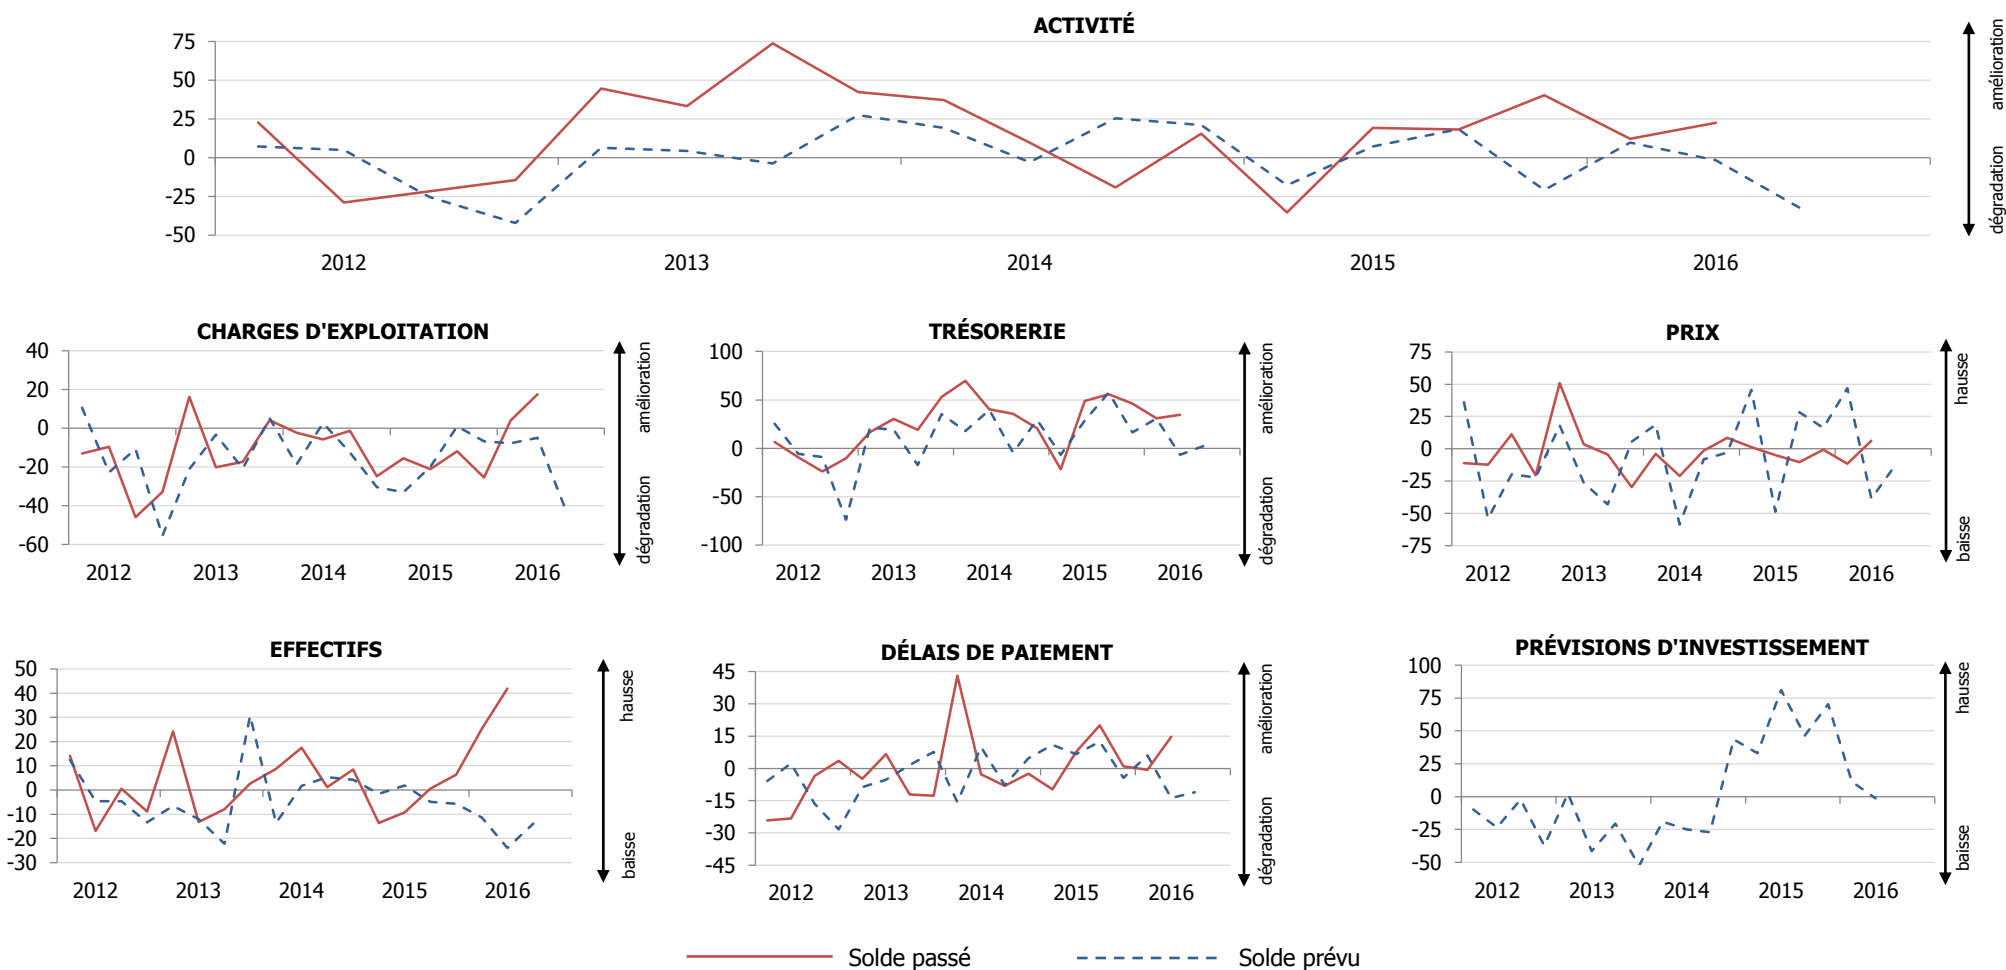 ACTIVITÉ
75
50
25
0
-25
-50
2012 2013 2014 2015 2016
amélioration
dégradation
CHARGES D'EXPLOITATION
40
20
0
-20
-40
-60
2012 2013 2014 2015 2016
amélioration
dégradation
TRÉSORERIE
100
50
0
-50
-100
2012 2013 2014 2015 2016
amélioration
dégradation
PRIX
75
50
25
0
-25
-50
-75
2012 2013 2014 2015 2016
hausse
baisse
EFFECTIFS
50
40
30
20
10
0
-10
-20
-30
2012 2013 2014 2015 2016
hausse
baisse
DÉLAIS DE PAIEMENT
45
30
15
0
-15
-30
-45
2012 2013 2014 2015 2016
amélioration
dégradation
PRÉVISIONS D'INVESTISSEMENT
100
75
50
25
0
-25
-50
2012 2013 2014 2015 2016
hausse
baisse
Solde passé Solde prévu